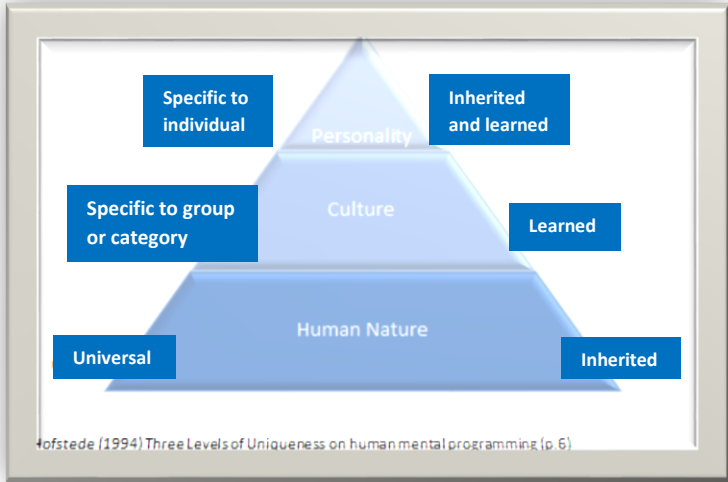 Specific to
individual
Inherited
and learned
Personality
Specific to group
or category
Culture
Learned
Human Nature
Universal
Inherited
Hofstede (1994) Three Levels of Uniqueness on human mental programming (p.6)